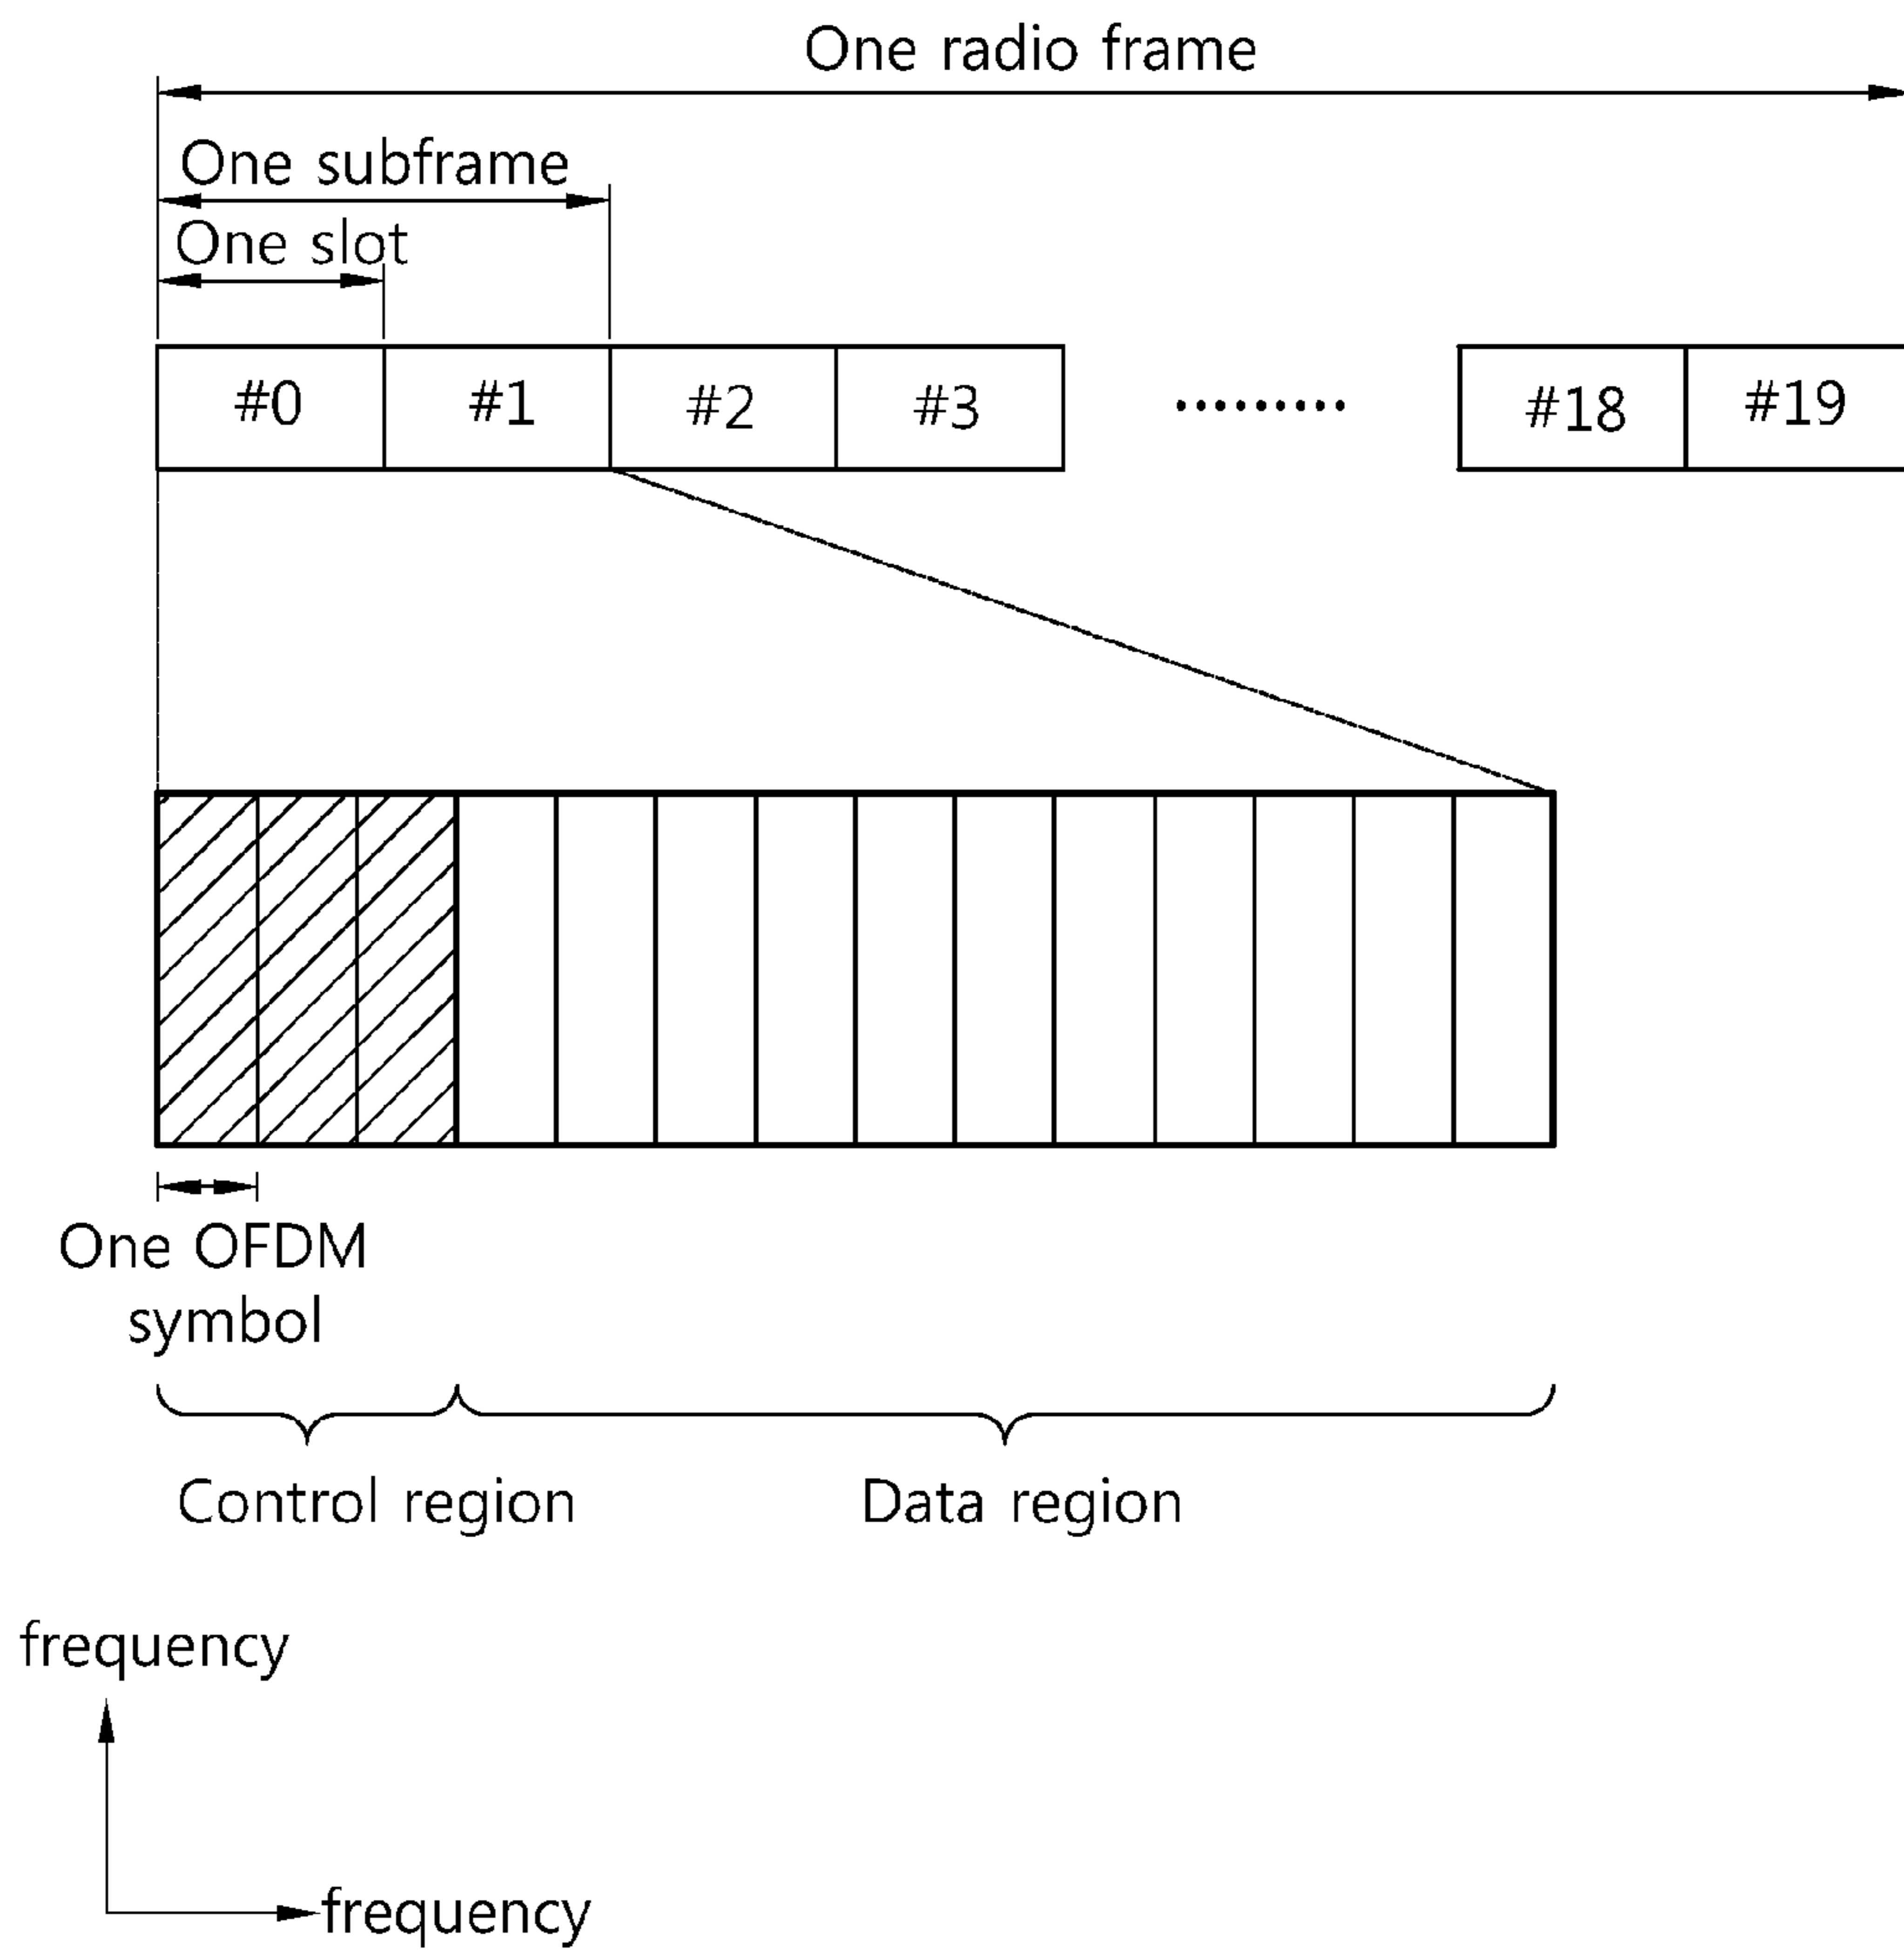 One radio frame
One subframe
One slot
#0 #1 #2 #3 ......... #18 #19
One OFDM
symbol
Control region Data region
frequency
frequency